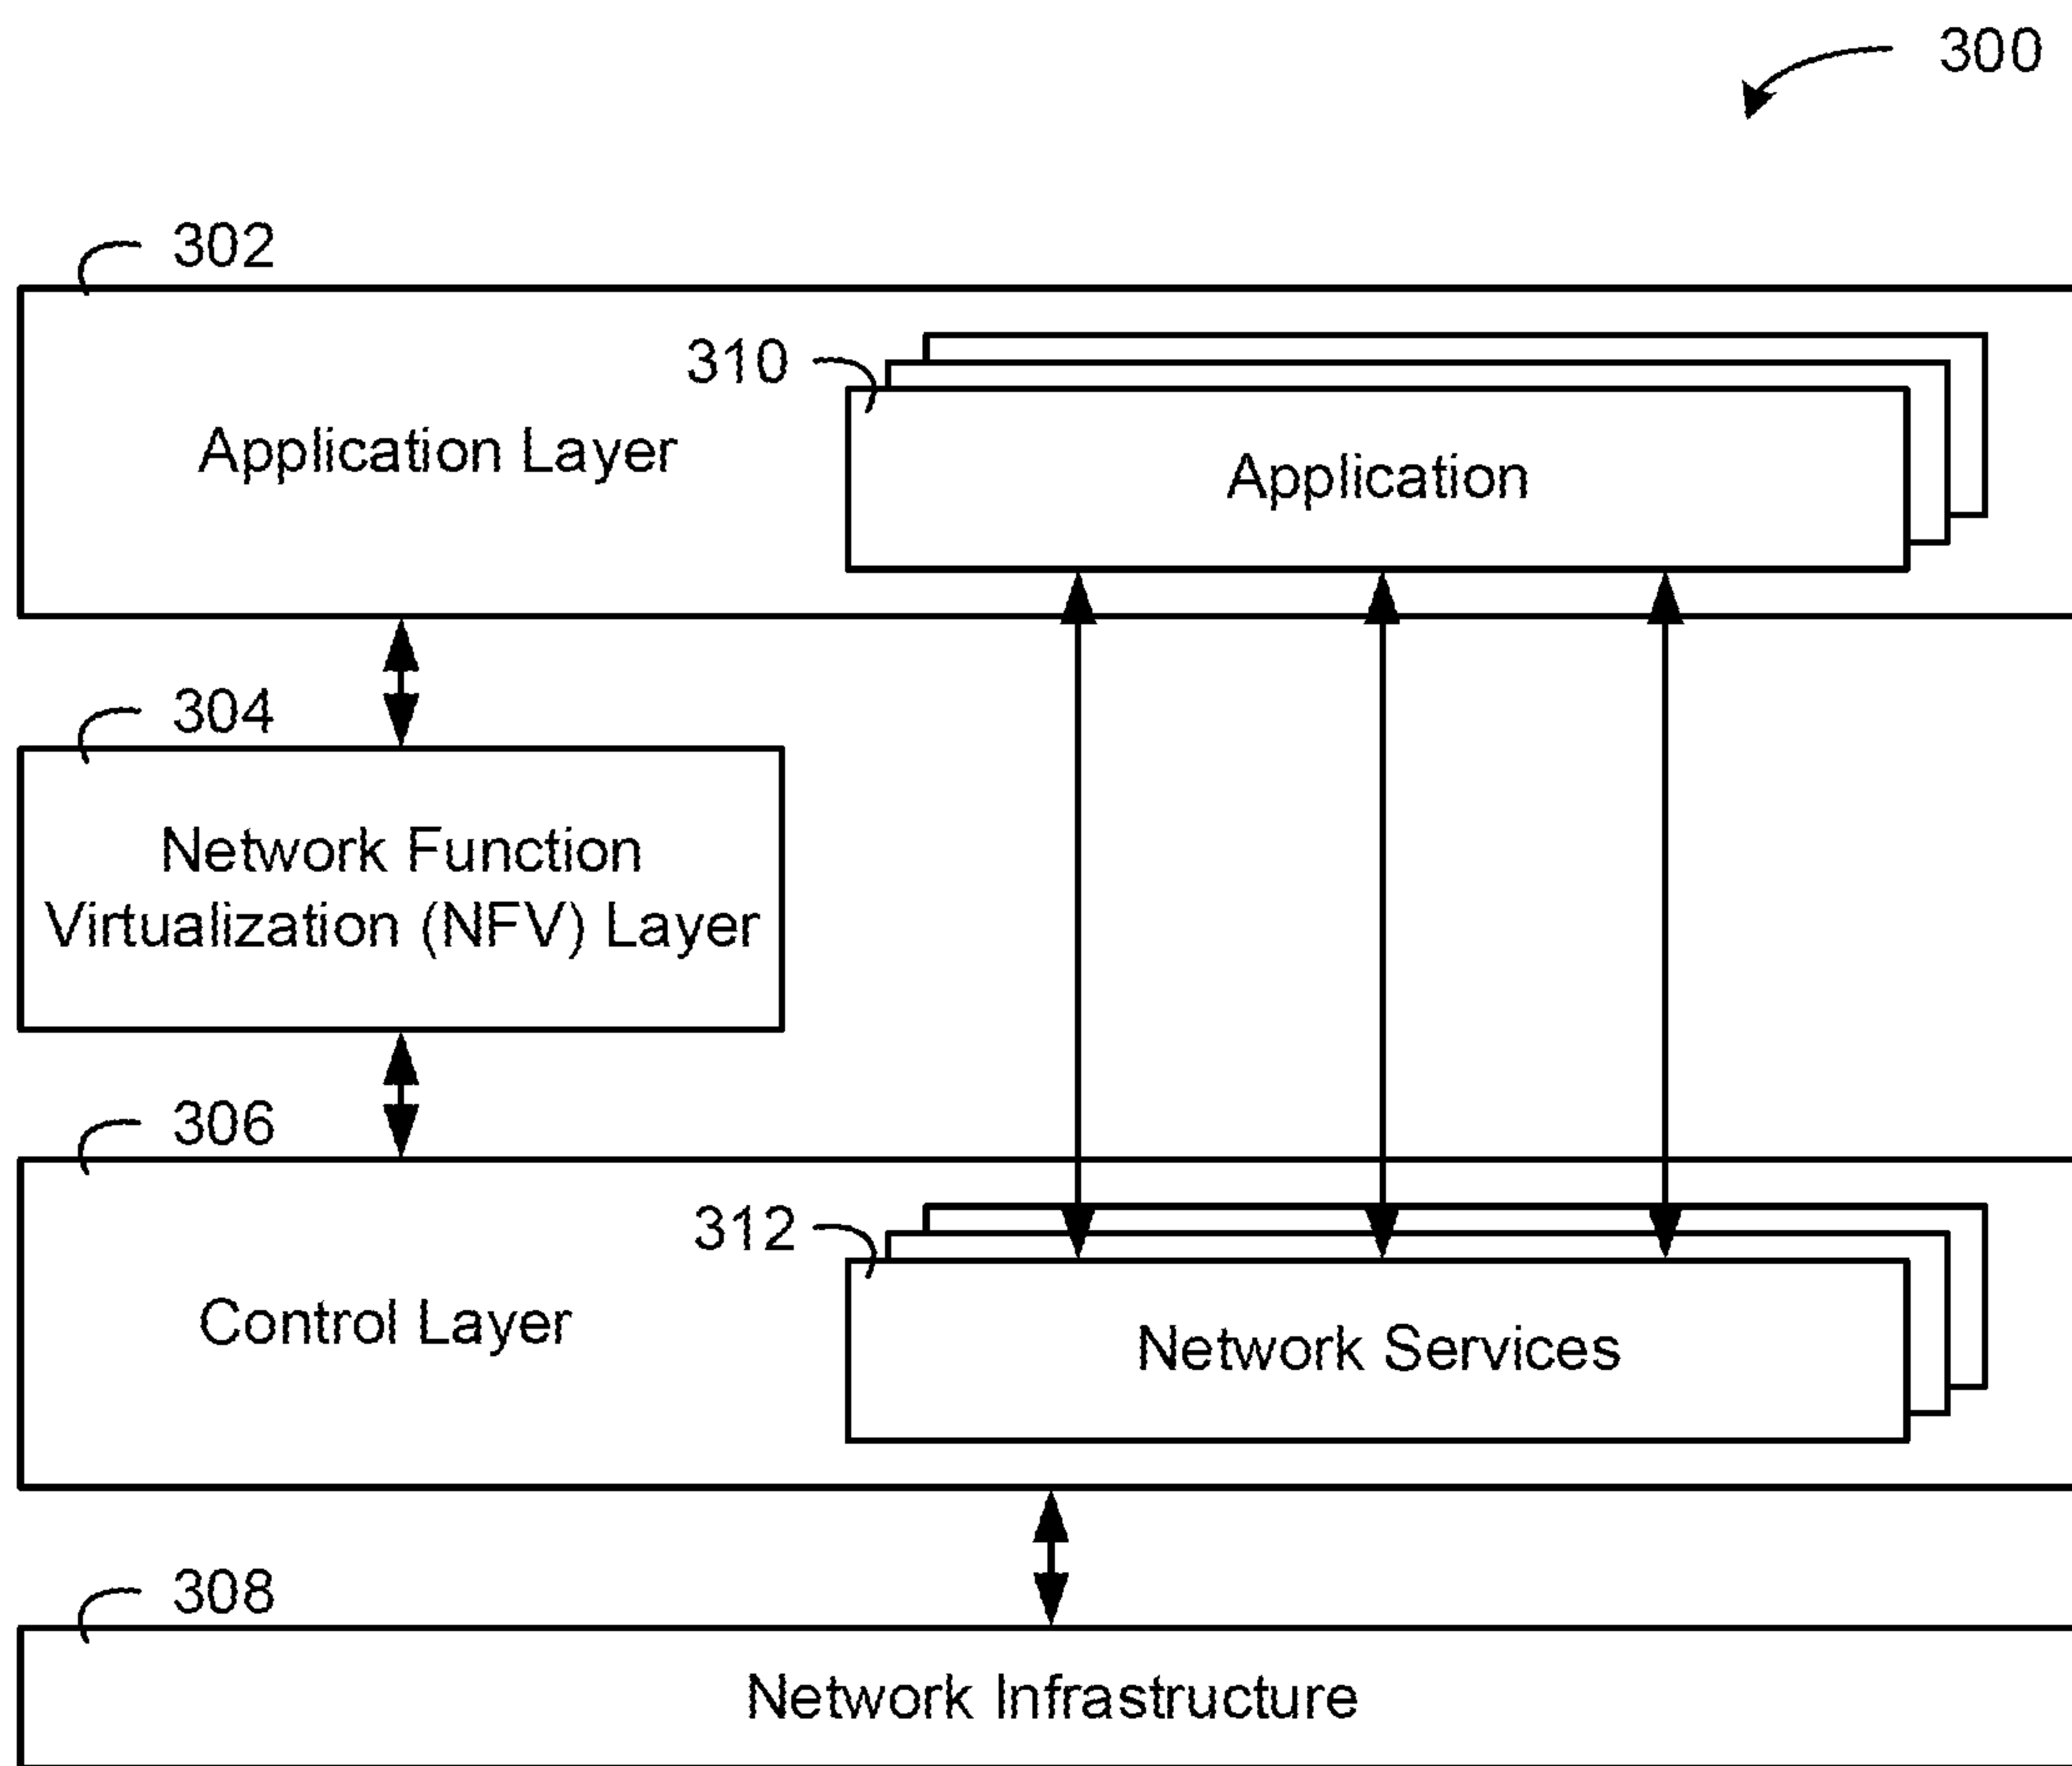 300
302
310
Application Layer
Application
304
Network Function
Virtualization (NFV) Layer
306
312
Control Layer
Network Services
308
Network Infrastructure